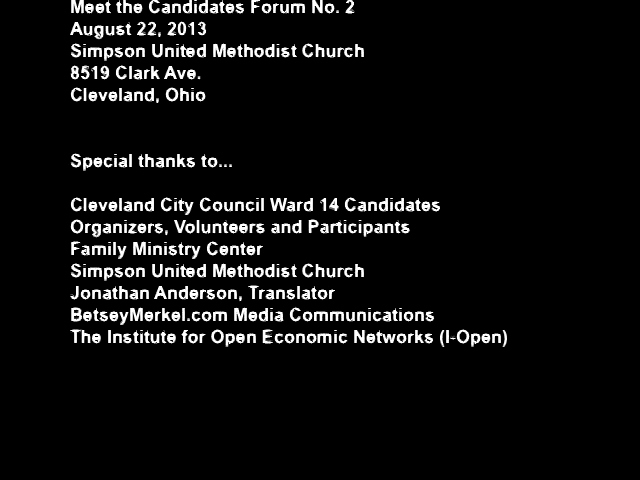 Meet the Candidates Forum No. 2
August 22, 2013
Simpson United Methodist Church
8519 Clark Ave.
Cleveland, Ohio
Special thanks to...
Cleveland City Council Ward 14 Candidates
Organizers, Volunteers and Participants
Family Ministry Center
Simpson United Methodist Church
Jonathan Anderson, Translator
BetseyMerkel.com Media Communications
The Institute for Open Economic Networks (I-Open)